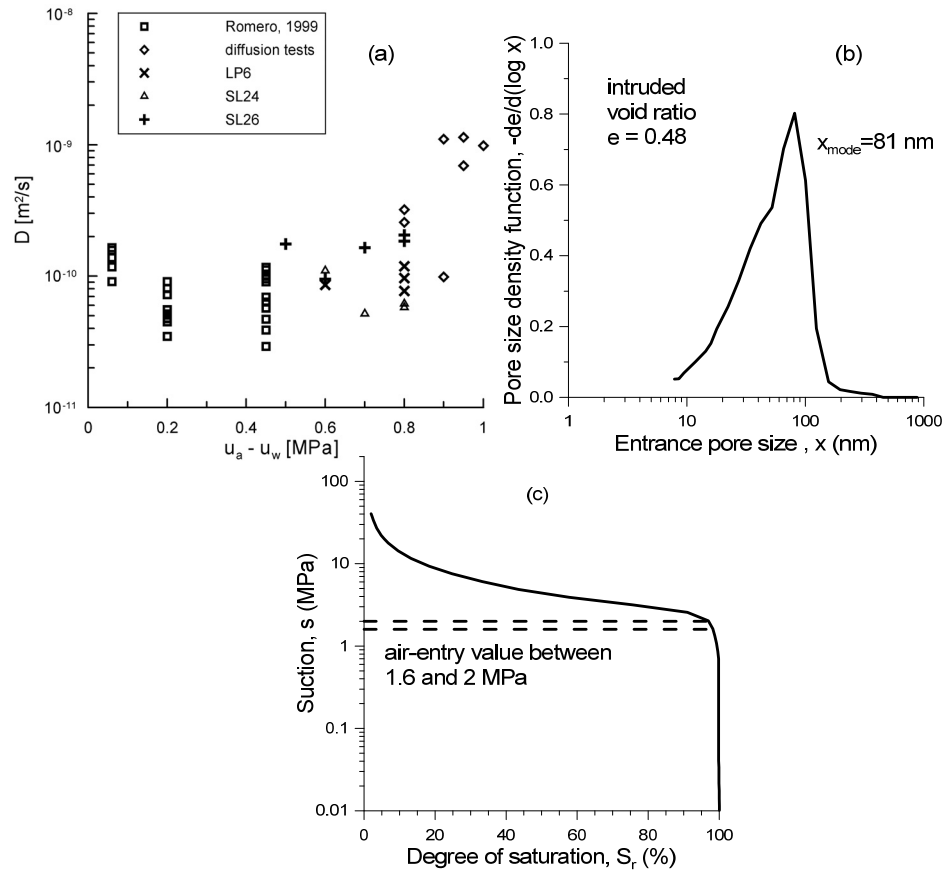 10⁻⁸
Romero, 1999
diffusion tests
LP6
SL24
SL26
(a)
10⁻⁹
10⁻¹⁰
10⁻¹¹
D [m²/s]
0
0.2
0.4
0.6
0.8
1
u_a - u_w [MPa]
1.0
0.8
0.6
0.4
0.2
0.0
Pore size density function, -de/d(log x)
(b)
intruded
void ratio
e = 0.48
x_mode=81 nm
1
10
100
1000
Entrance pore size , x (nm)
(c)
100
10
1
0.1
0.01
Suction, s (MPa)
air-entry value between
1.6 and 2 MPa
0
20
40
60
80
100
Degree of saturation, S_r (%)